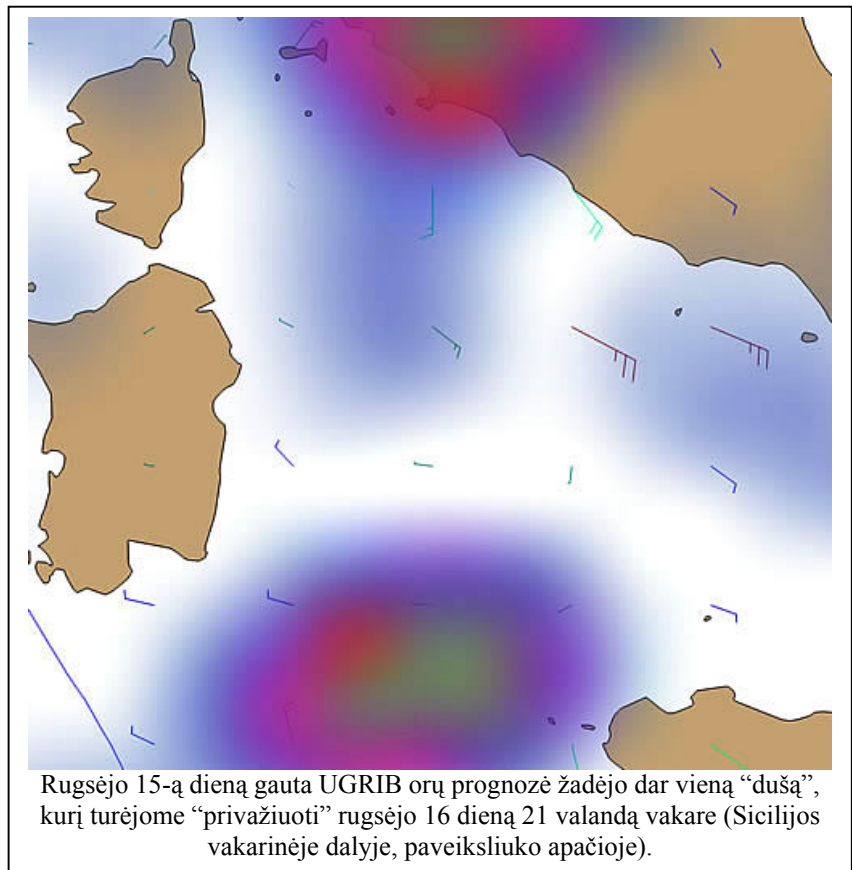 Rugsėjo 15-ą dieną gauta UGRIB orų prognozė žadėjo dar vieną “dušą”,
kurį turėjome “privažiuoti” rugsėjo 16 dieną 21 valandą vakare (Sicilijos
vakarinėje dalyje, paveiksliuko apačioje).